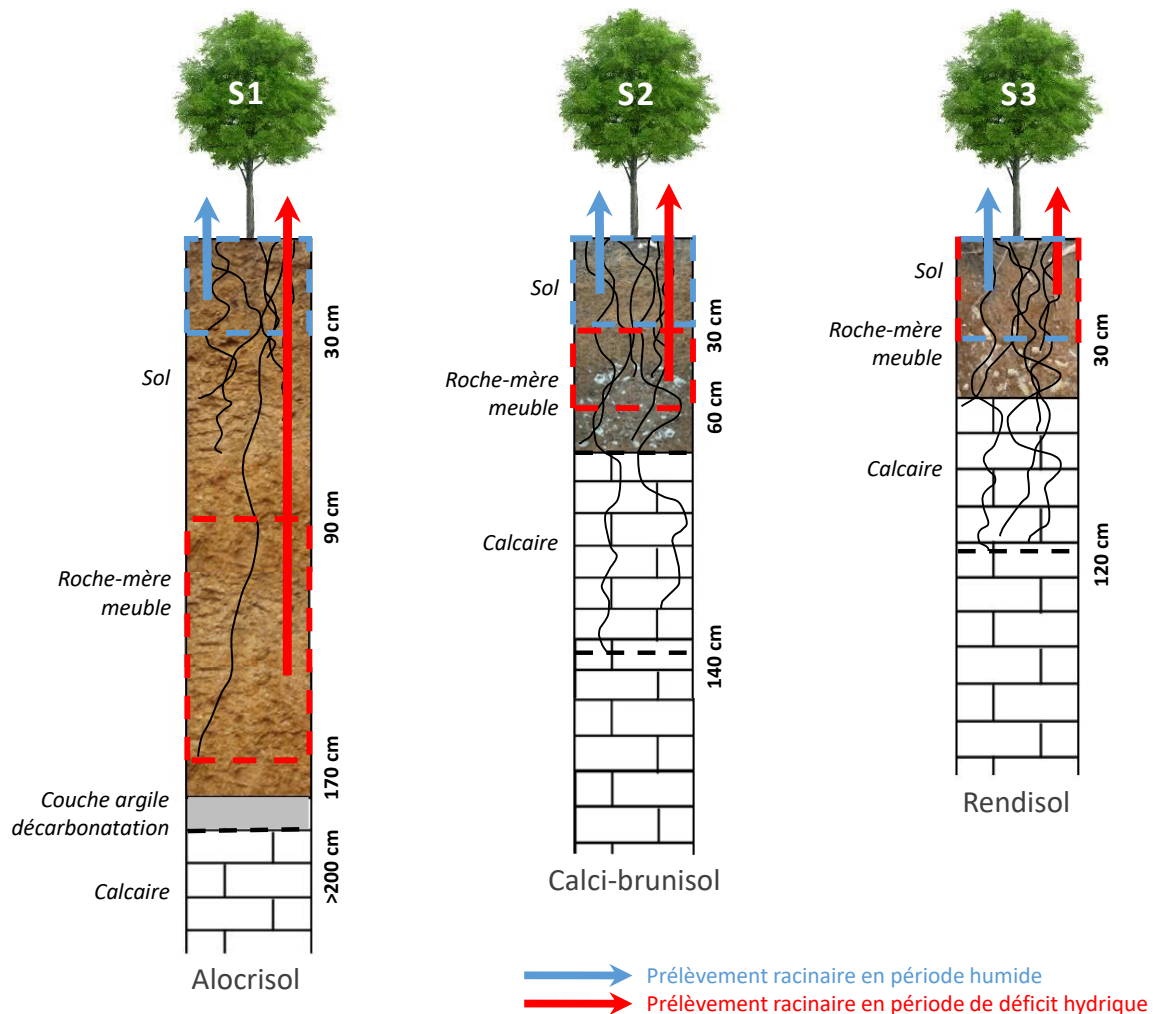 S1
S2
S3
Sol
30 cm
90 cm
Roche-mère
meuble
170 cm
Couche argile
décarbonatation
>200 cm
Calcaire
Alocrisol
Sol
30 cm
Roche-mère
meuble
60 cm
Calcaire
140 cm
Calci-brunisol
Sol
Roche-mère
meuble
30 cm
Calcaire
120 cm
Rendisol
Prélèvement racinaire en période humide
Prélèvement racinaire en période de déficit hydrique